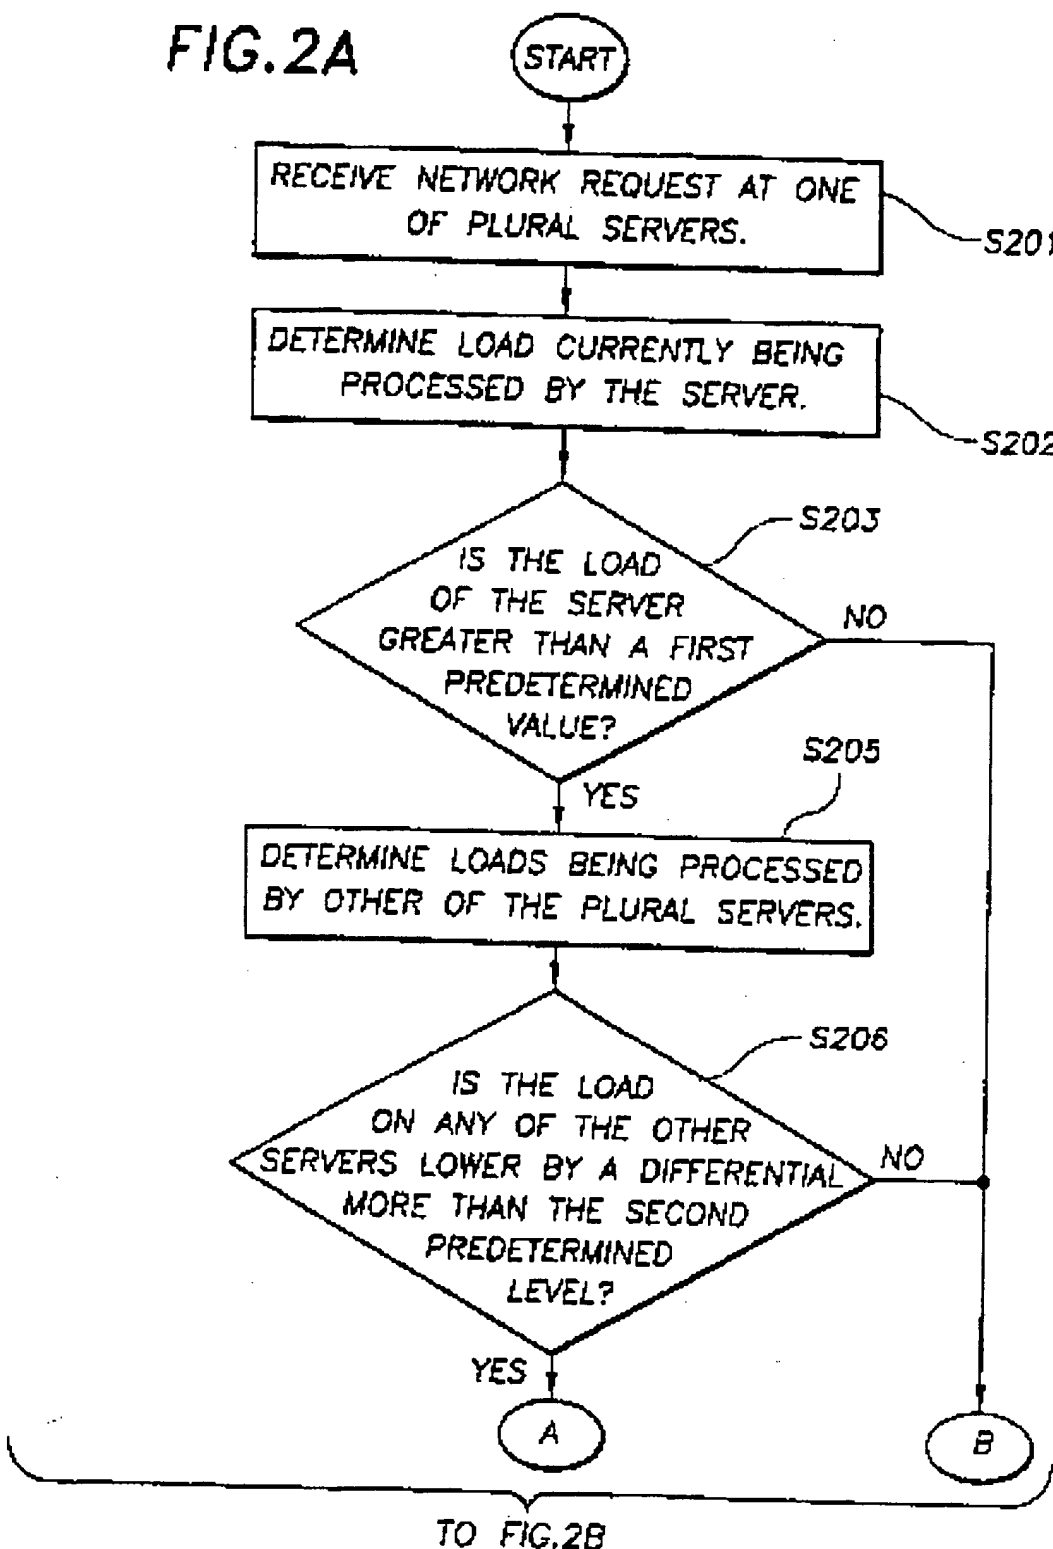 FIG.2A
START
RECEIVE NETWORK REQUEST AT ONE
OF PLURAL SERVERS.
S201
DETERMINE LOAD CURRENTLY BEING
PROCESSED BY THE SERVER.
S202
S203
IS THE LOAD
OF THE SERVER
GREATER THAN A FIRST
PREDETERMINED
VALUE?
NO
YES
S205
DETERMINE LOADS BEING PROCESSED
BY OTHER OF THE PLURAL SERVERS.
S206
IS THE LOAD
ON ANY OF THE OTHER
SERVERS LOWER BY A DIFFERENTIAL
MORE THAN THE SECOND
PREDETERMINED
LEVEL?
NO
YES
A
B
TO FIG.2B